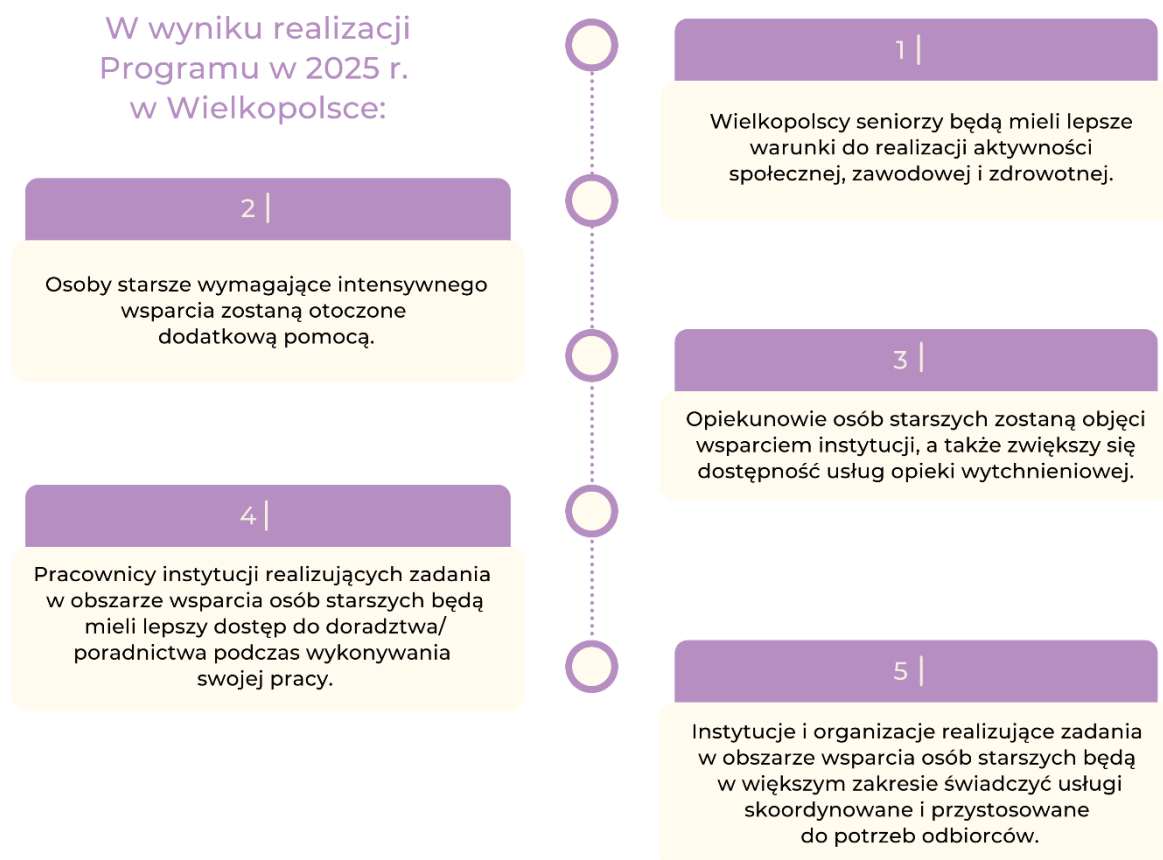 W wyniku realizacji
Programu w 2025 r.
w Wielkopolsce:
1 |
Wielkopolscy seniorzy będą mieli lepsze
warunki do realizacji aktywności
społecznej, zawodowej i zdrowotnej.
2 |
Osoby starsze wymagające intensywnego
wsparcia zostaną otoczone
dodatkową pomocą.
3 |
Opiekunowie osób starszych zostaną objęci
wsparciem instytucji, a także zwiększy się
dostępność usług opieki wytchnieniowej.
4 |
Pracownicy instytucji realizujących zadania
w obszarze wsparcia osób starszych będą
mieli lepszy dostęp do doradztwa/
poradnictwa podczas wykonywania
swojej pracy.
5 |
Instytucje i organizacje realizujące zadania
w obszarze wsparcia osób starszych będą
w większym zakresie świadczyć usługi
skoordynowane i przystosowane
do potrzeb odbiorców.